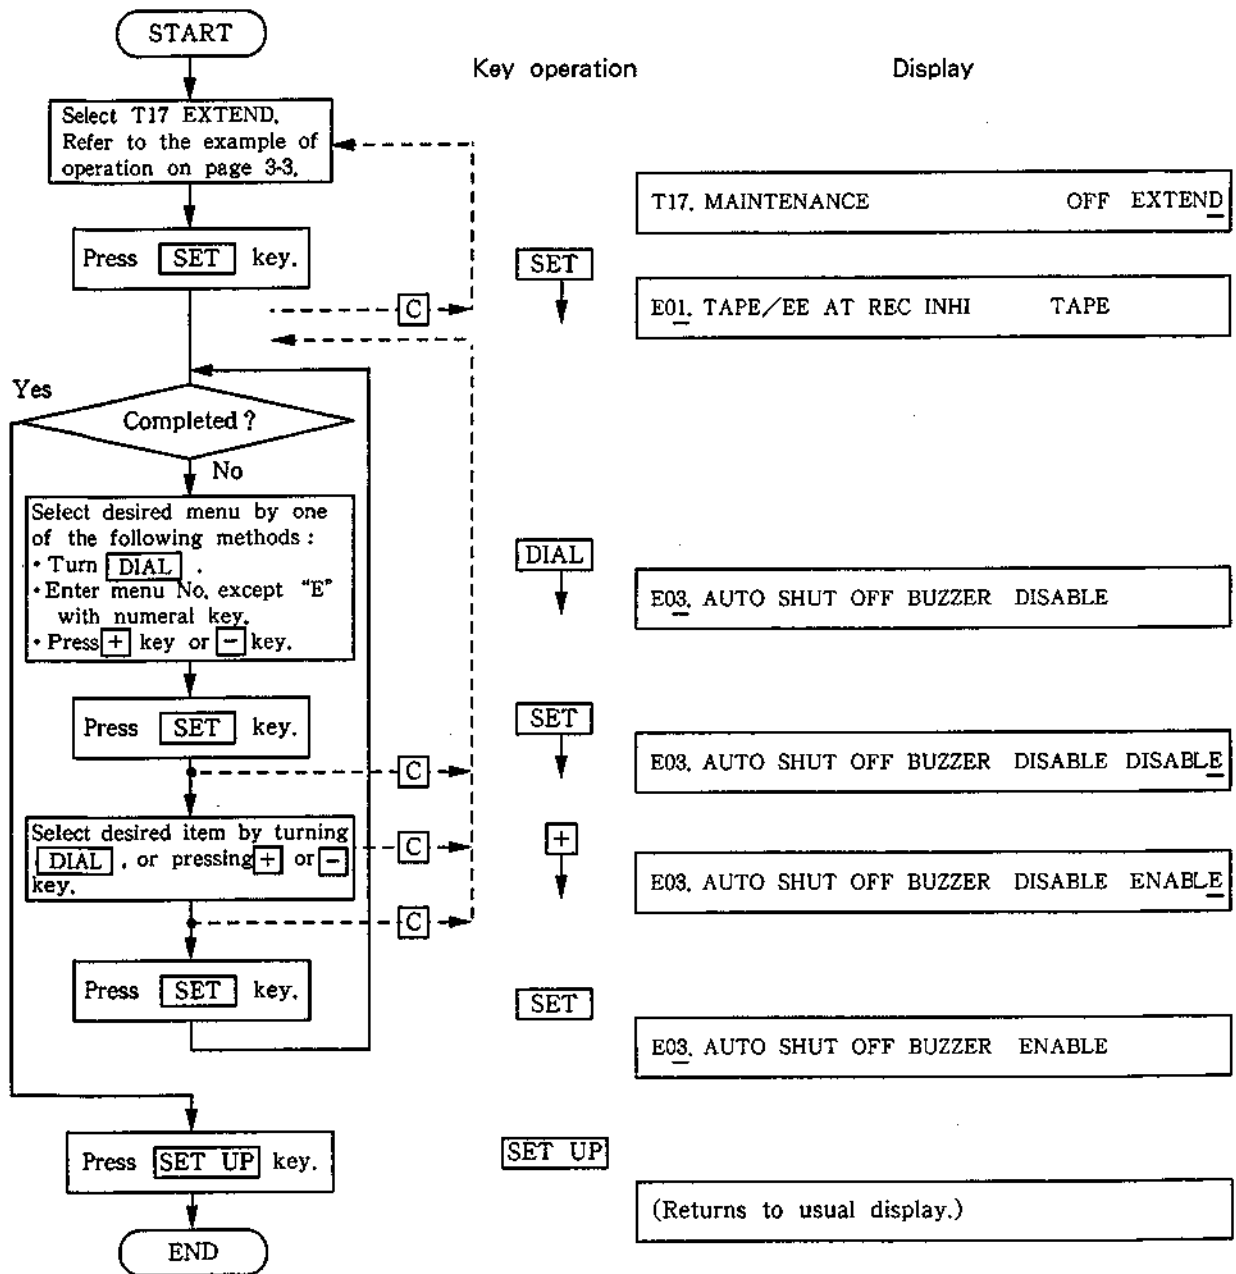 START
Key operation
Display
Select T17 EXTEND.
Refer to the example of
operation on page 3-3.
T17. MAINTENANCE OFF EXTEND
Press SET key.
SET
C
E01. TAPE/EE AT REC INHI TAPE
Yes
Completed?
No
Select desired menu by one
of the following methods:
• Turn DIAL .
• Enter menu No. except "E"
with numeral key.
• Press + key or − key.
DIAL
E03. AUTO SHUT OFF BUZZER DISABLE
Press SET key.
SET
E03. AUTO SHUT OFF BUZZER DISABLE DISABLE
C
Select desired item by turning
DIAL , or pressing + or −
key.
C
+
E03. AUTO SHUT OFF BUZZER DISABLE ENABLE
C
Press SET key.
SET
E03. AUTO SHUT OFF BUZZER ENABLE
Press SET UP key.
SET UP
(Returns to usual display.)
END